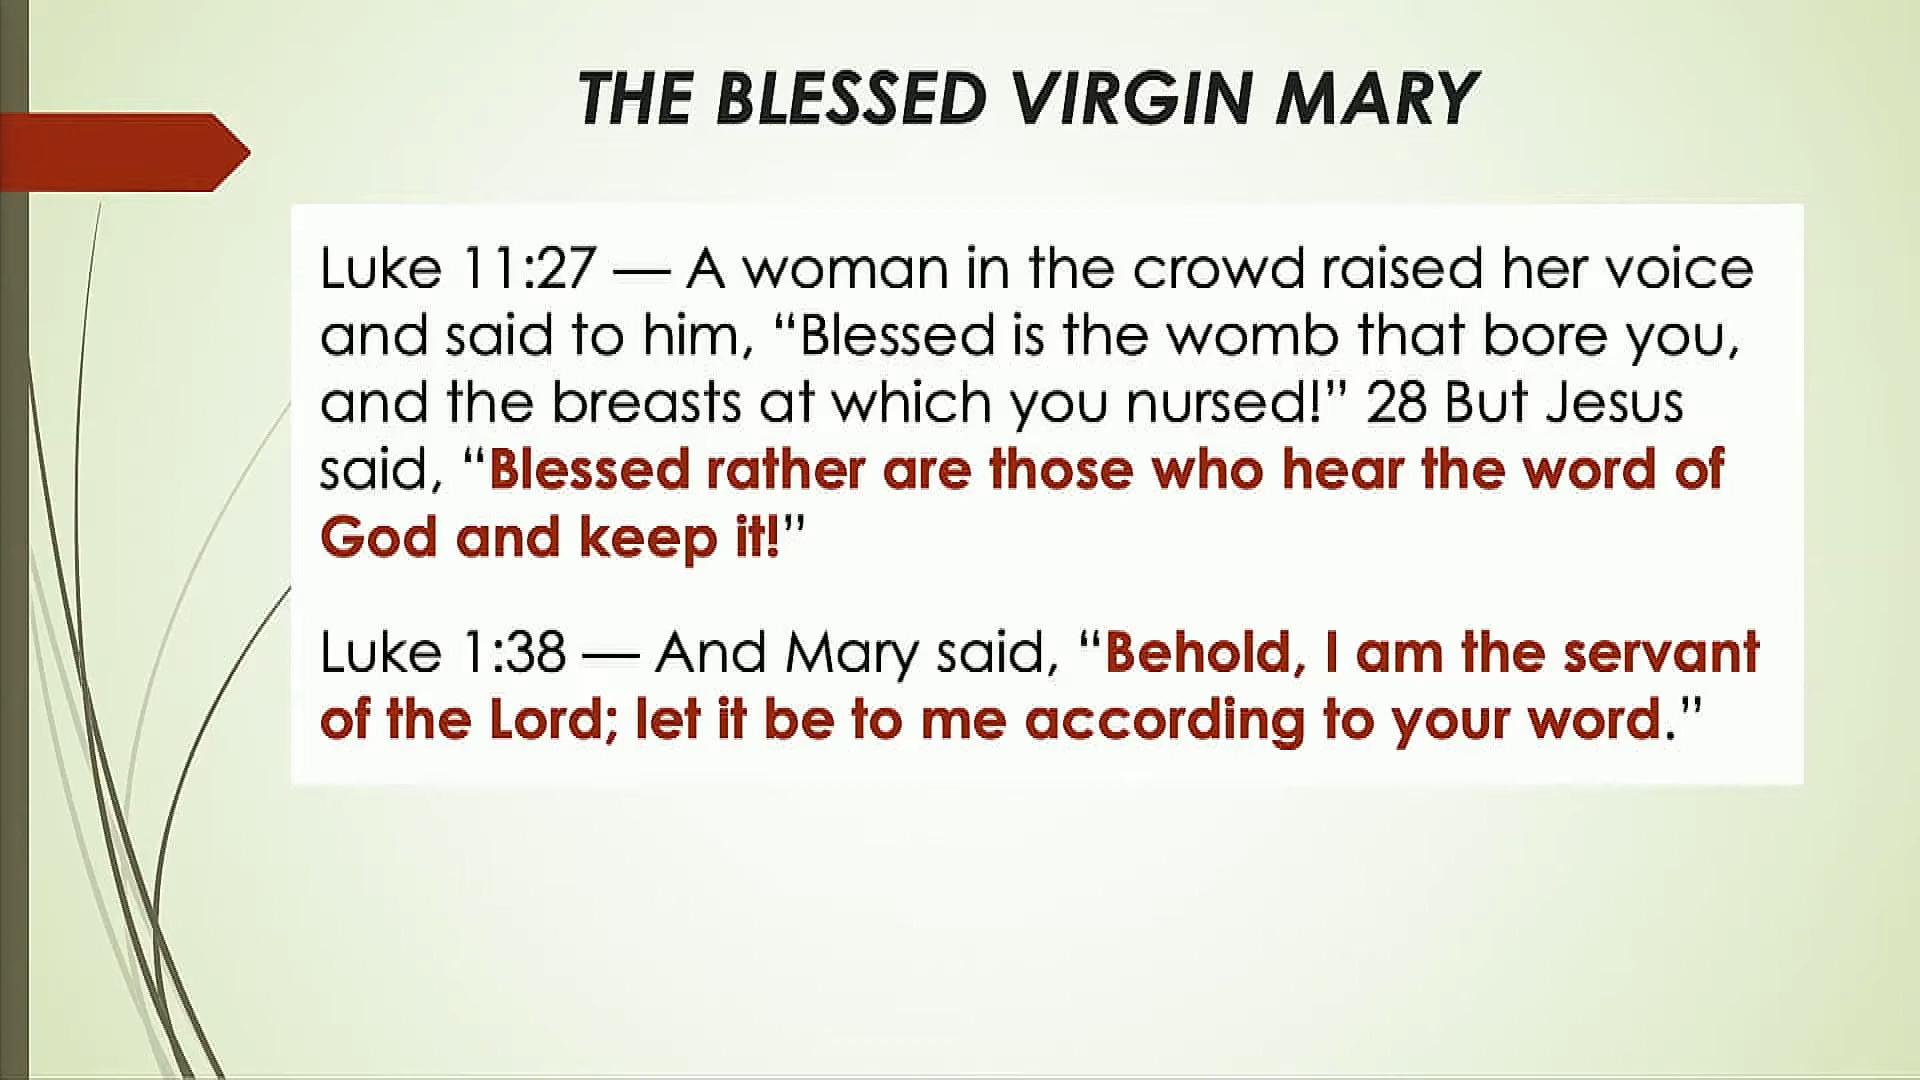 THE BLESSED VIRGIN MARY
Luke 11:27 — A woman in the crowd raised her voice
and said to him, “Blessed is the womb that bore you,
and the breasts at which you nursed!” 28 But Jesus
said, “Blessed rather are those who hear the word of
God and keep it!”
Luke 1:38 — And Mary said, “Behold, I am the servant
of the Lord; let it be to me according to your word.”